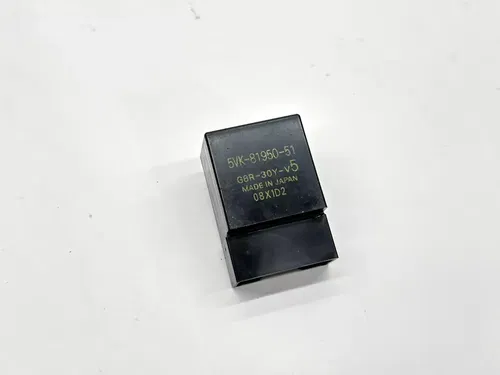 5VK-81950-51
G8R-30Y-V5
MADE IN JAPAN
08X1D2